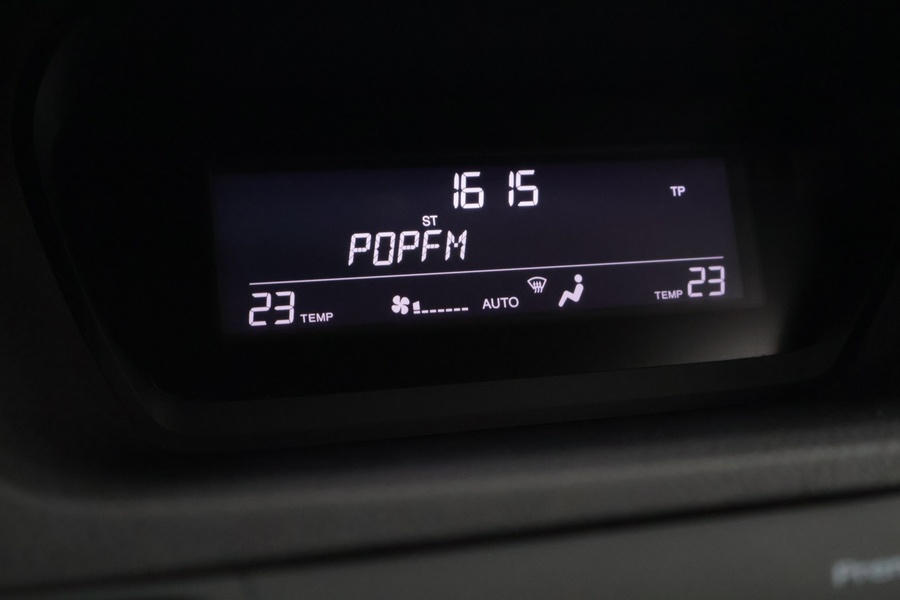 16 15
TP
ST
POPFM
23 TEMP AUTO TEMP 23